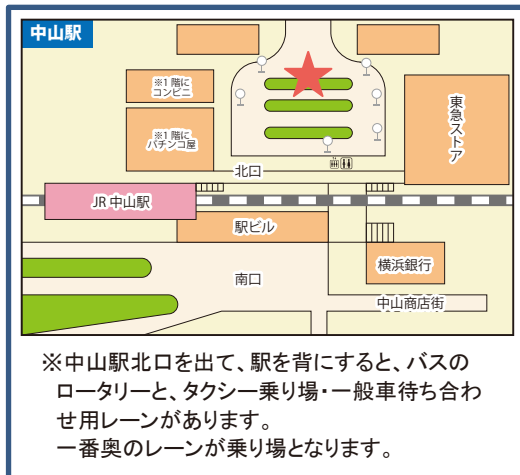 中山駅
※1階に
コンビニ
※1階に
パチンコ屋
東急ストア
北口
JR 中山駅
駅ビル
横浜銀行
南口
中山商店街
※中山駅北口を出て、駅を背にすると、バスの
ロータリーと、タクシー乗り場・一般車待ち合わ
せ用レーンがあります。
一番奥のレーンが乗り場となります。